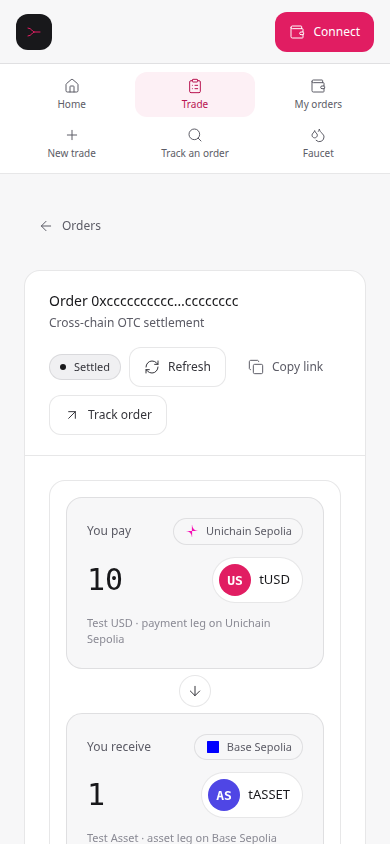 Connect
Home
Trade
My orders
New trade
Track an order
Faucet
Orders
Order 0xcccccccccc...cccccccc
Cross-chain OTC settlement
Settled
Refresh
Copy link
Track order
You pay
Unichain Sepolia
10
US
tUSD
Test USD · payment leg on Unichain
Sepolia
You receive
Base Sepolia
1
AS
tASSET
Test Asset · asset leg on Base Sepolia